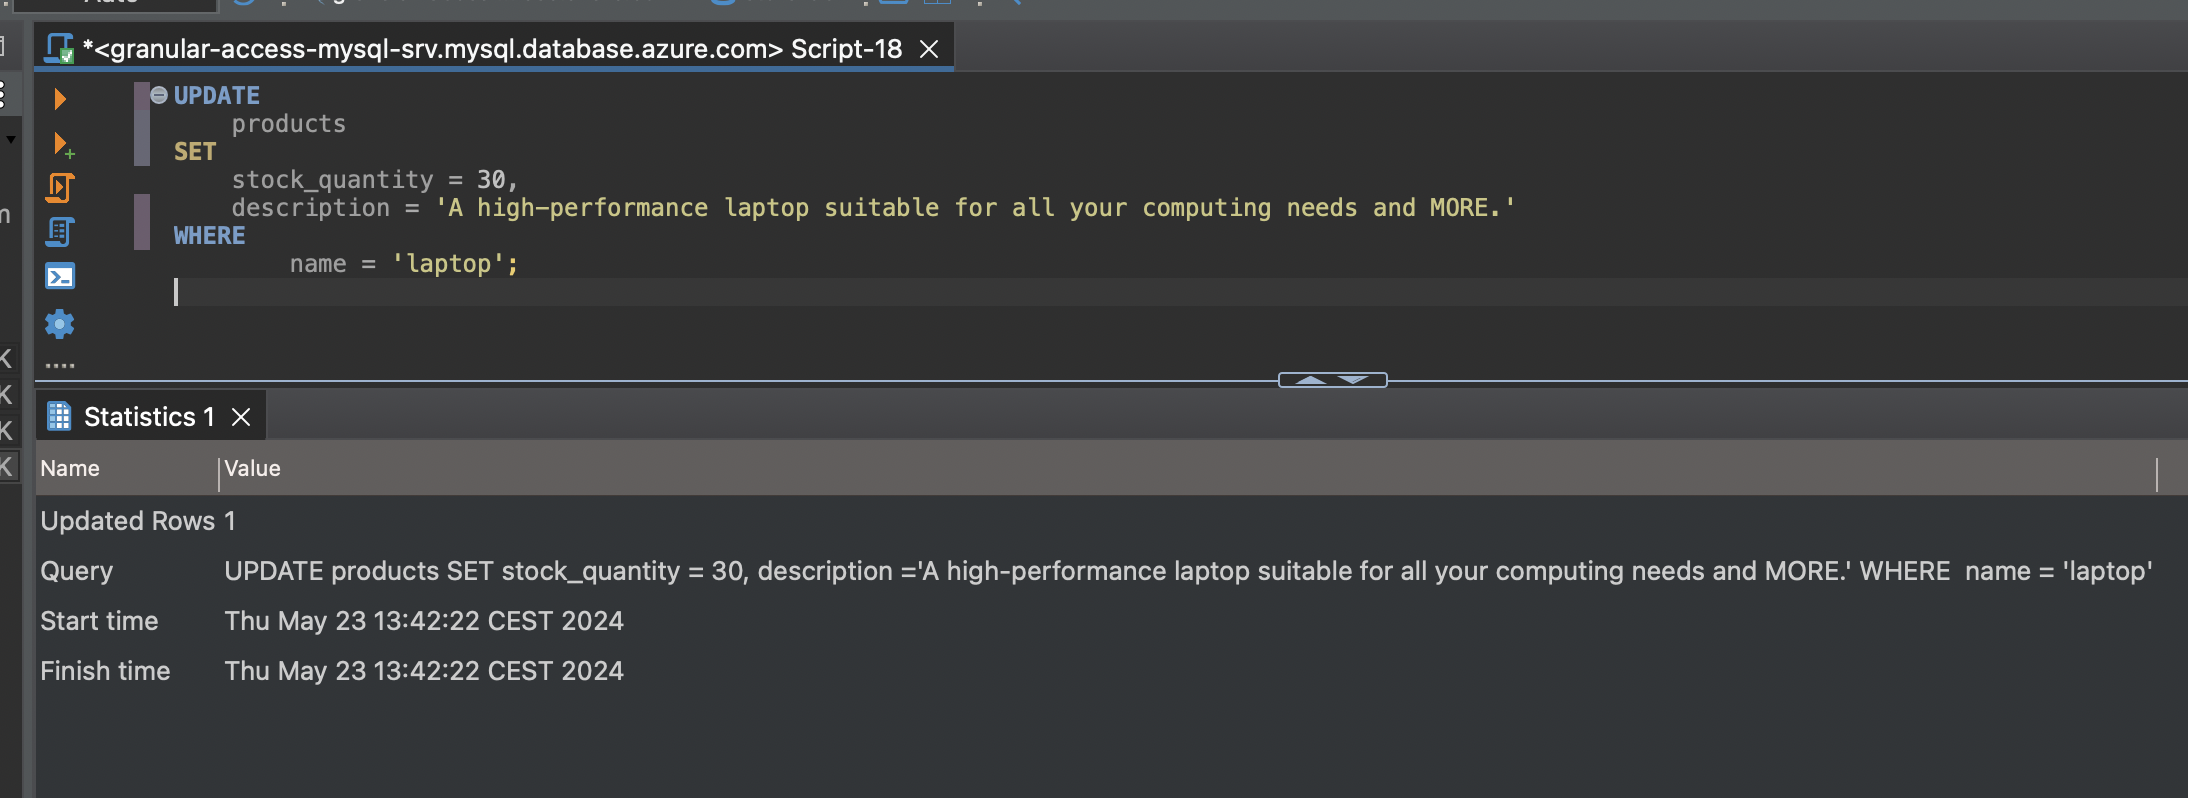 *<granular-access-mysql-srv.mysql.database.azure.com> Script-18
UPDATE
products
SET
stock_quantity = 30,
description = 'A high-performance laptop suitable for all your computing needs and MORE.'
WHERE
name = 'laptop';
Statistics 1
Name Value
Updated Rows 1
Query UPDATE products SET stock_quantity = 30, description ='A high-performance laptop suitable for all your computing needs and MORE.' WHERE  name = 'laptop'
Start time Thu May 23 13:42:22 CEST 2024
Finish time Thu May 23 13:42:22 CEST 2024